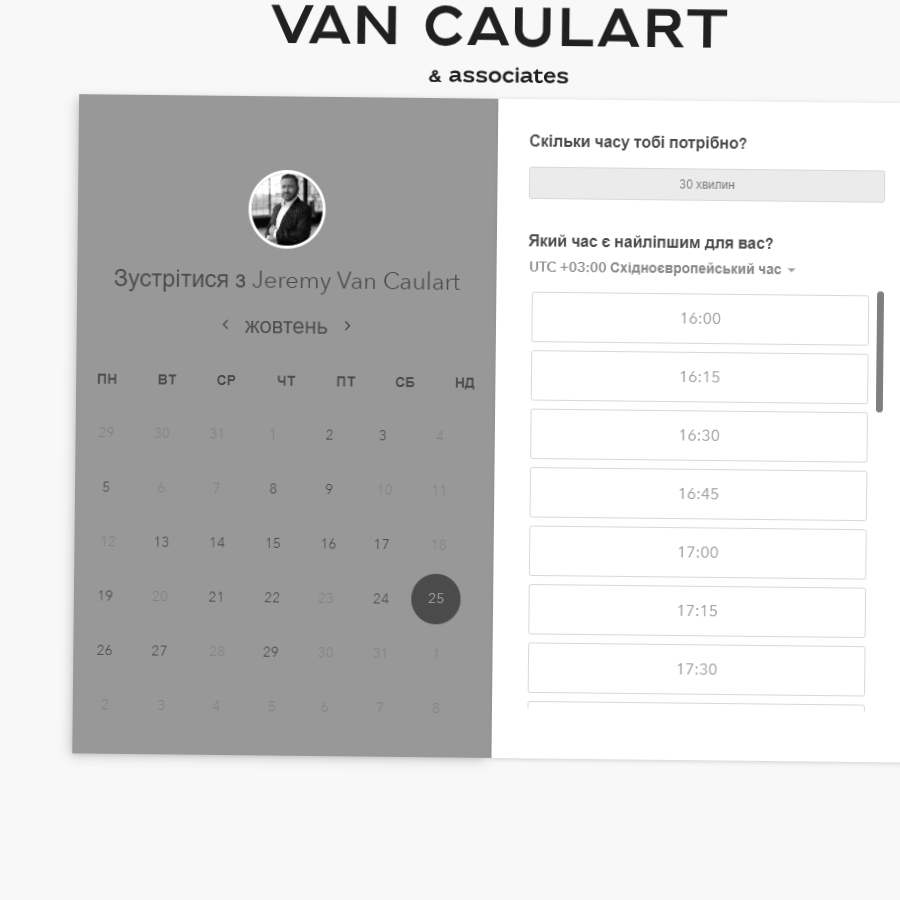 VAN CAULART
& associates
Зустрітися з Jeremy Van Caulart
жовтень
ПН ВТ СР ЧТ ПТ СБ НД
29 30 31 1 2 3 4
5 6 7 8 9 10 11
12 13 14 15 16 17 18
19 20 21 22 23 24 25
26 27 28 29 30 31 1
2 3 4 5 6 7 8
Скільки часу тобі потрібно?
30 хвилин
Який час є найліпшим для вас?
UTC +03:00 Східноєвропейський час
16:00
16:15
16:30
16:45
17:00
17:15
17:30